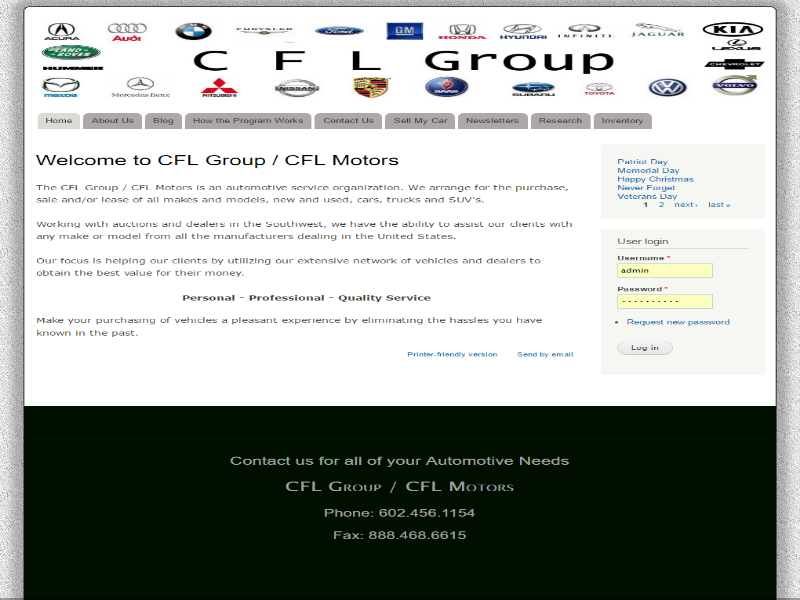 ACURA Audi CHRYSLER Ford GM HONDA HYUNDAI INFINITI JAGUAR KIA
LAND ROVER LEXUS
HUMMER C F L Group CHEVROLET
mazda Mercedes-Benz MITSUBISHI NISSAN SAAB SUBARU TOYOTA VOLVO
Home About Us Blog How the Program Works Contact Us Sell My Car Newsletters Research Inventory
Welcome to CFL Group / CFL Motors
The CFL Group / CFL Motors is an automotive service organization. We arrange for the purchase,
sale and/or lease of all makes and models, new and used, cars, trucks and SUV's.
Working with auctions and dealers in the Southwest, we have the ability to assist our clients with
any make or model from all the manufacturers dealing in the United States.
Our focus is helping our clients by utilizing our extensive network of vehicles and dealers to
obtain the best value for their money.
Personal - Professional - Quality Service
Make your purchasing of vehicles a pleasant experience by eliminating the hassles you have
known in the past.
Printer-friendly version Send by email
Patriot Day
Memorial Day
Happy Christmas
Never Forget
Veterans Day
1 2 next › last »
User login
Username *
admin
Password *
Request new password
Log in
Contact us for all of your Automotive Needs
CFL Group / CFL Motors
Phone: 602.456.1154
Fax: 888.468.6615